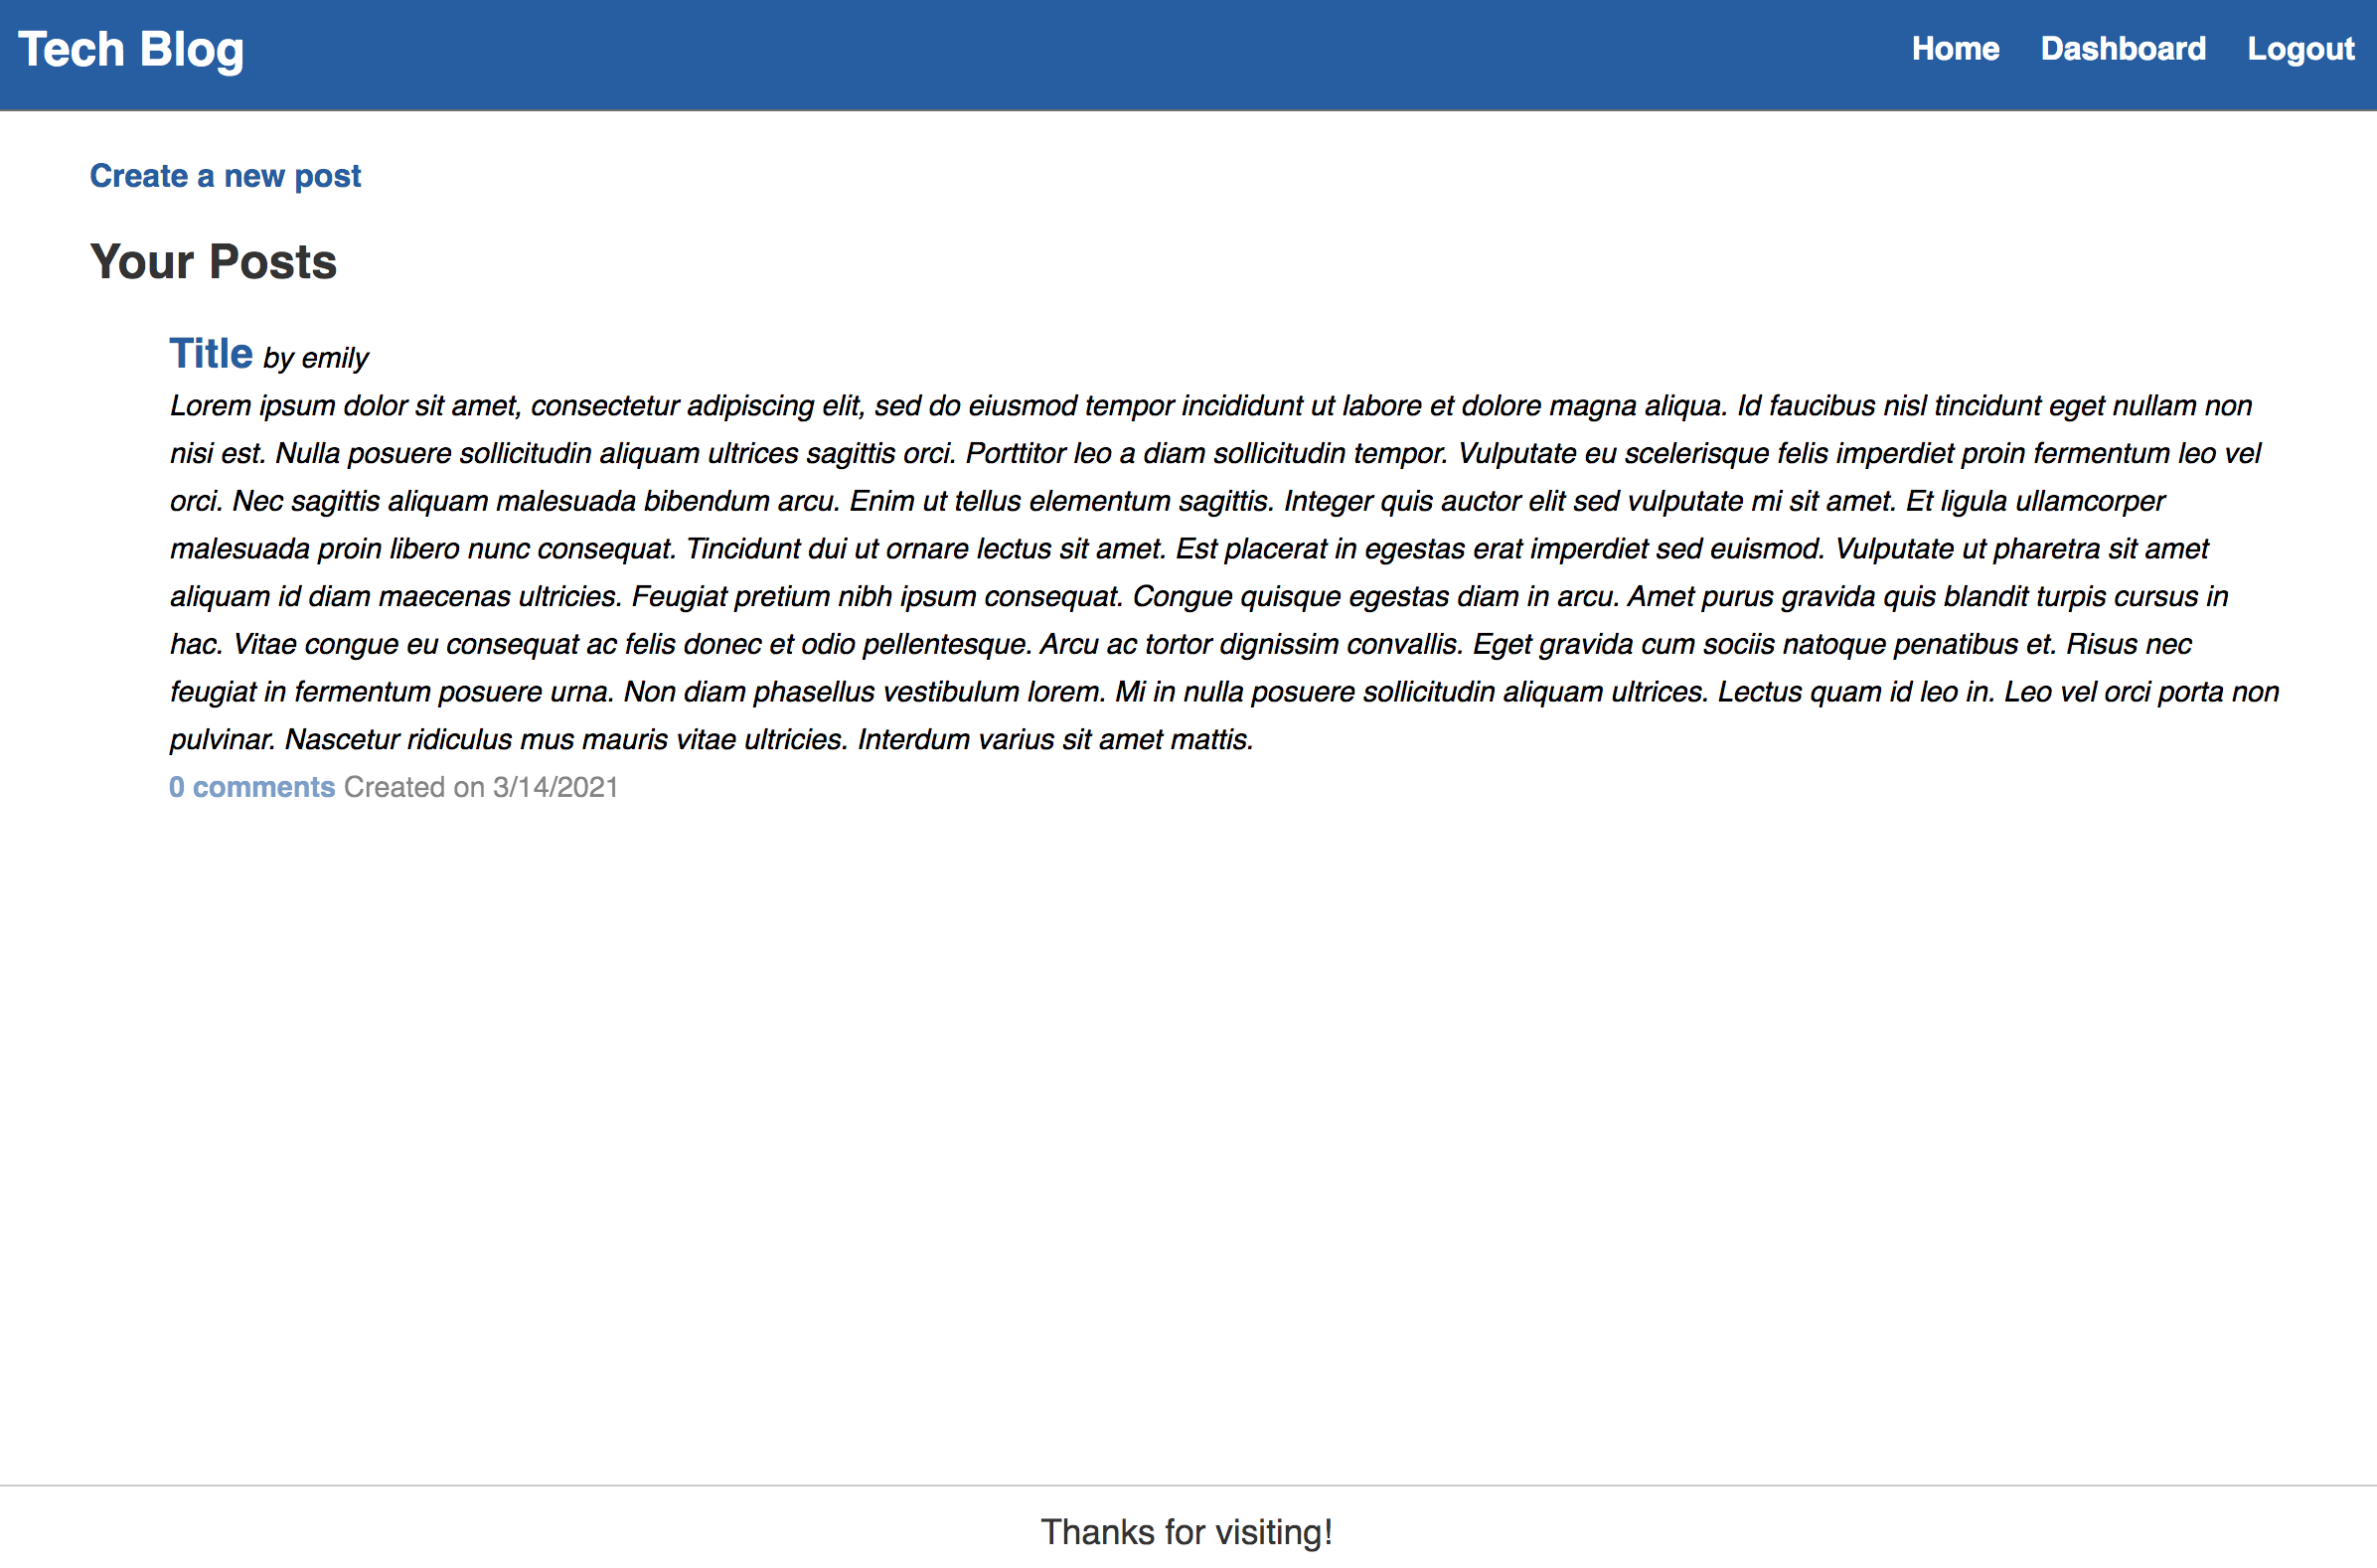 Tech Blog
Home Dashboard Logout
Create a new post
Your Posts
Title by emily
Lorem ipsum dolor sit amet, consectetur adipiscing elit, sed do eiusmod tempor incididunt ut labore et dolore magna aliqua. Id faucibus nisl tincidunt eget nullam non
nisi est. Nulla posuere sollicitudin aliquam ultrices sagittis orci. Porttitor leo a diam sollicitudin tempor. Vulputate eu scelerisque felis imperdiet proin fermentum leo vel
orci. Nec sagittis aliquam malesuada bibendum arcu. Enim ut tellus elementum sagittis. Integer quis auctor elit sed vulputate mi sit amet. Et ligula ullamcorper
malesuada proin libero nunc consequat. Tincidunt dui ut ornare lectus sit amet. Est placerat in egestas erat imperdiet sed euismod. Vulputate ut pharetra sit amet
aliquam id diam maecenas ultricies. Feugiat pretium nibh ipsum consequat. Congue quisque egestas diam in arcu. Amet purus gravida quis blandit turpis cursus in
hac. Vitae congue eu consequat ac felis donec et odio pellentesque. Arcu ac tortor dignissim convallis. Eget gravida cum sociis natoque penatibus et. Risus nec
feugiat in fermentum posuere urna. Non diam phasellus vestibulum lorem. Mi in nulla posuere sollicitudin aliquam ultrices. Lectus quam id leo in. Leo vel orci porta non
pulvinar. Nascetur ridiculus mus mauris vitae ultricies. Interdum varius sit amet mattis.
0 comments Created on 3/14/2021
Thanks for visiting!